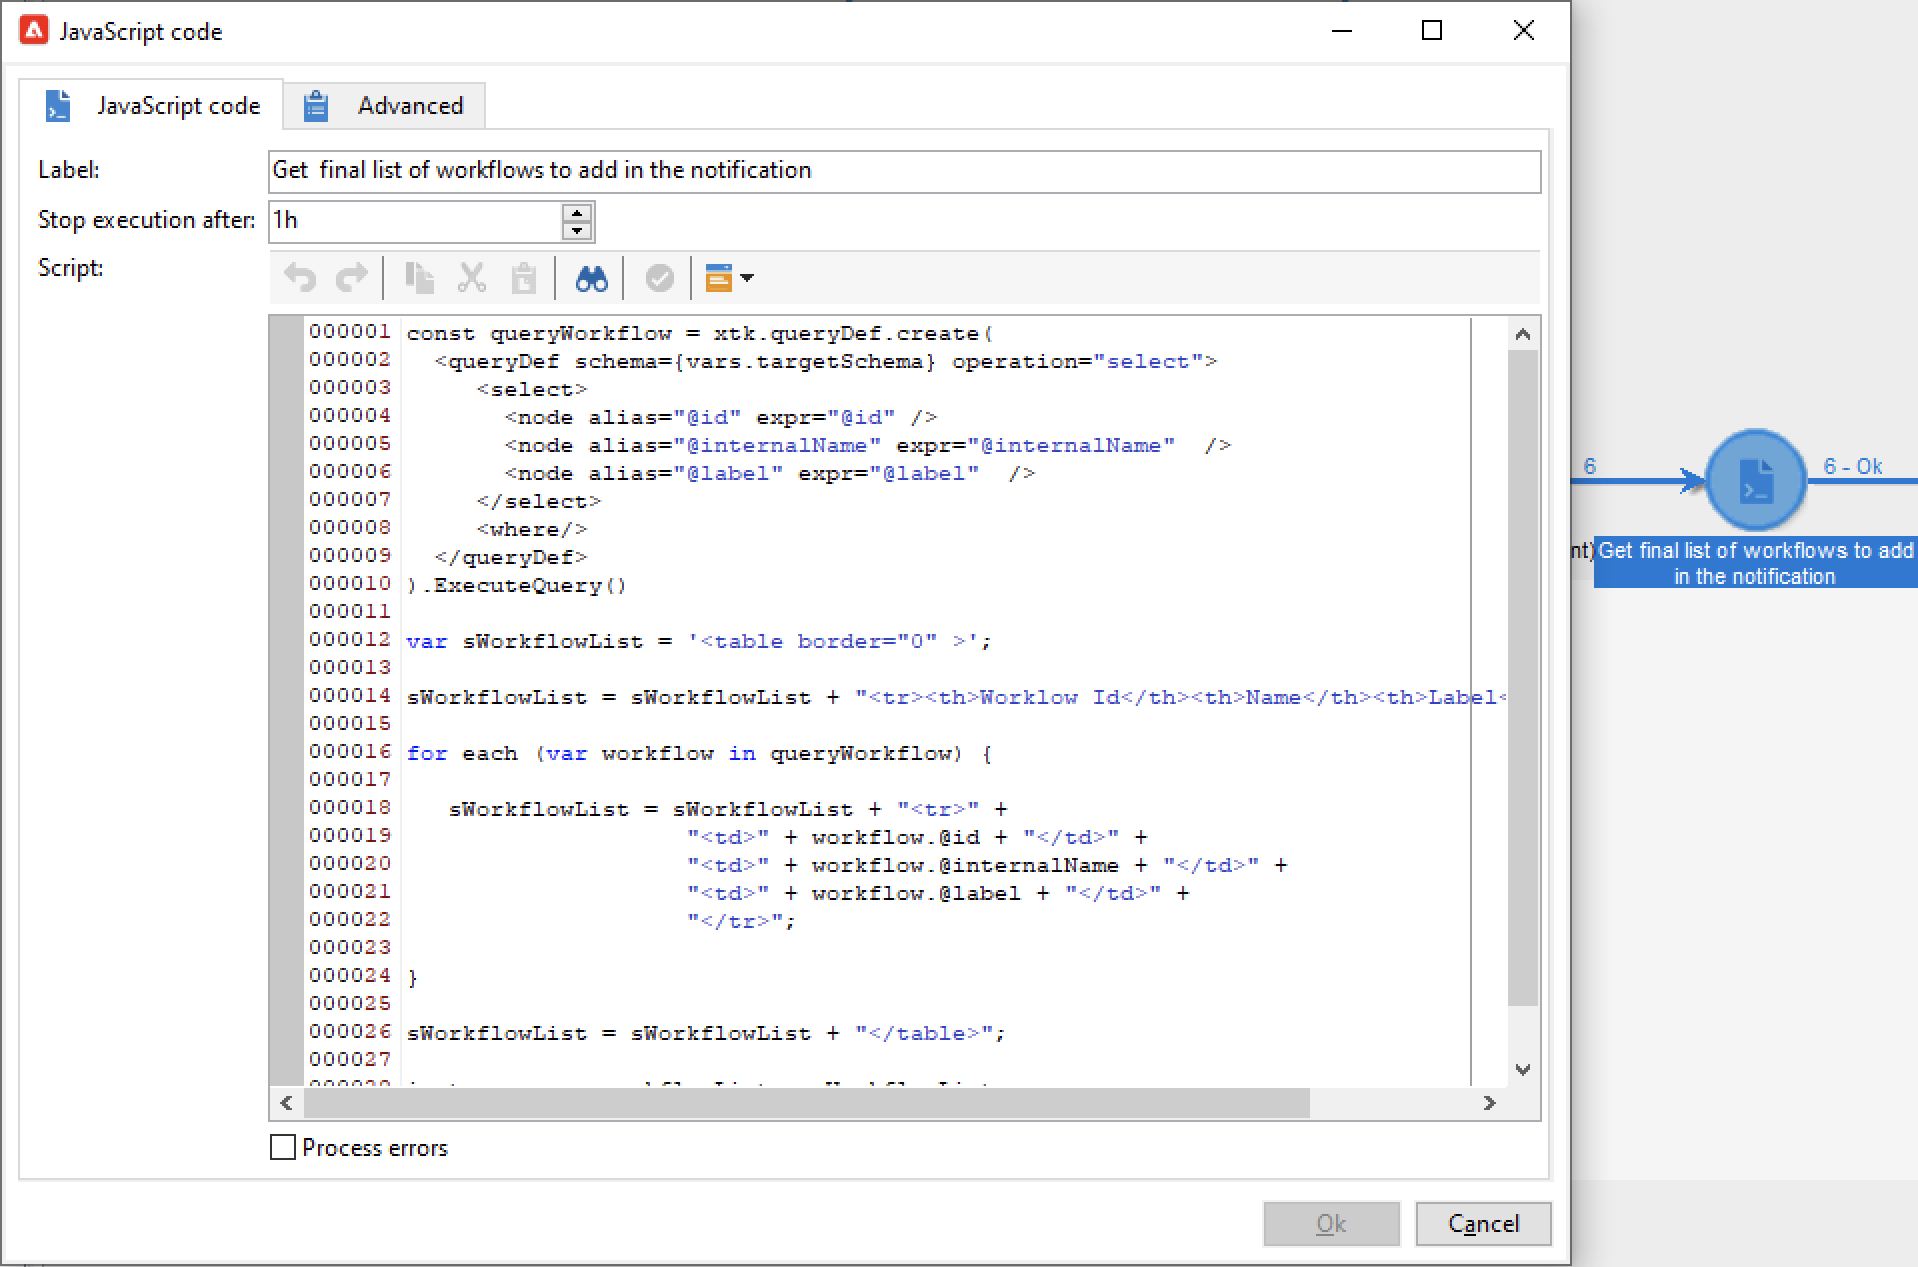 JavaScript code
JavaScript code
Advanced
Label:
Get  final list of workflows to add in the notification
Stop execution after:
1h
Script:
000001 const queryWorkflow = xtk.queryDef.create(
000002   <queryDef schema={vars.targetSchema} operation="select">
000003      <select>
000004        <node alias="@id" expr="@id" />
000005        <node alias="@internalName" expr="@internalName"  />
000006        <node alias="@label" expr="@label"  />
000007      </select>
000008      <where/>
000009   </queryDef>
000010 ).ExecuteQuery()
000011
000012 var sWorkflowList = '<table border="0" >';
000013
000014 sWorkflowList = sWorkflowList + "<tr><th>Worklow Id</th><th>Name</th><th>Label<
000015
000016 for each (var workflow in queryWorkflow) {
000017
000018    sWorkflowList = sWorkflowList + "<tr>" +
000019                     "<td>" + workflow.@id + "</td>" +
000020                     "<td>" + workflow.@internalName + "</td>" +
000021                     "<td>" + workflow.@label + "</td>" +
000022                     "</tr>";
000023
000024 }
000025
000026 sWorkflowList = sWorkflowList + "</table>";
000027
Process errors
Ok
Cancel
6
6 - Ok
nt)
Get final list of workflows to add
in the notification